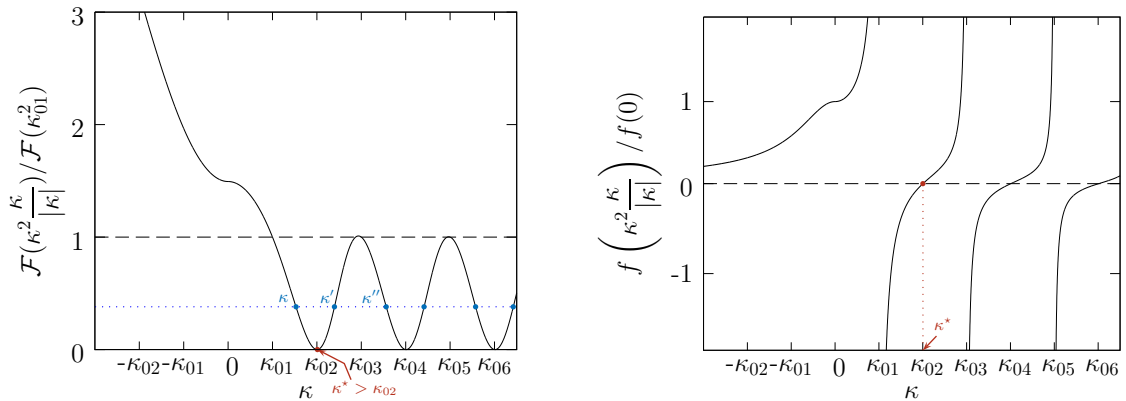 3
2
1
0
F(κ² κ/|κ|)/F(κ²₀₁)
κ
κ′
κ″
-κ₀₂ -κ₀₁ 0 κ₀₁ κ₀₂ κ₀₃ κ₀₄ κ₀₅ κ₀₆
κ
κ* > κ₀₂
1
0
-1
f(κ² κ/|κ|)/f(0)
κ*
-κ₀₂ -κ₀₁ 0 κ₀₁ κ₀₂ κ₀₃ κ₀₄ κ₀₅ κ₀₆
κ